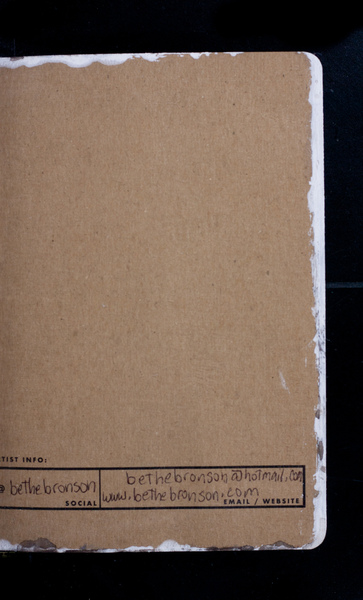 TIST INFO:
@ bethebronson
SOCIAL
bethebronson@hotmail.com
www.bethebronson.com
EMAIL / WEBSITE